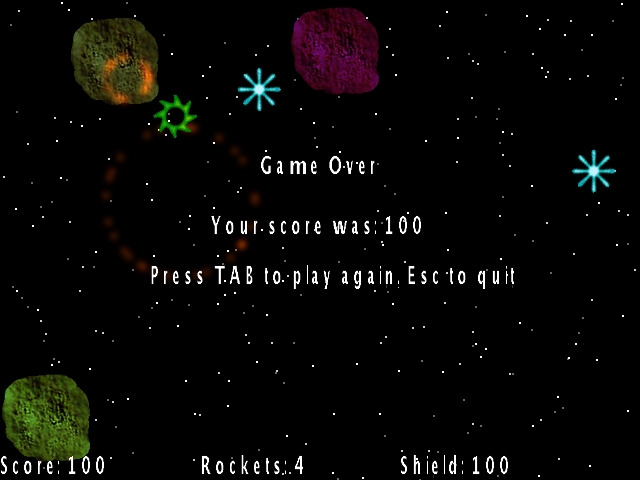 Game Over
Your score was: 100
Press TAB to play again, Esc to quit
Score: 100 Rockets: 4 Shield: 100